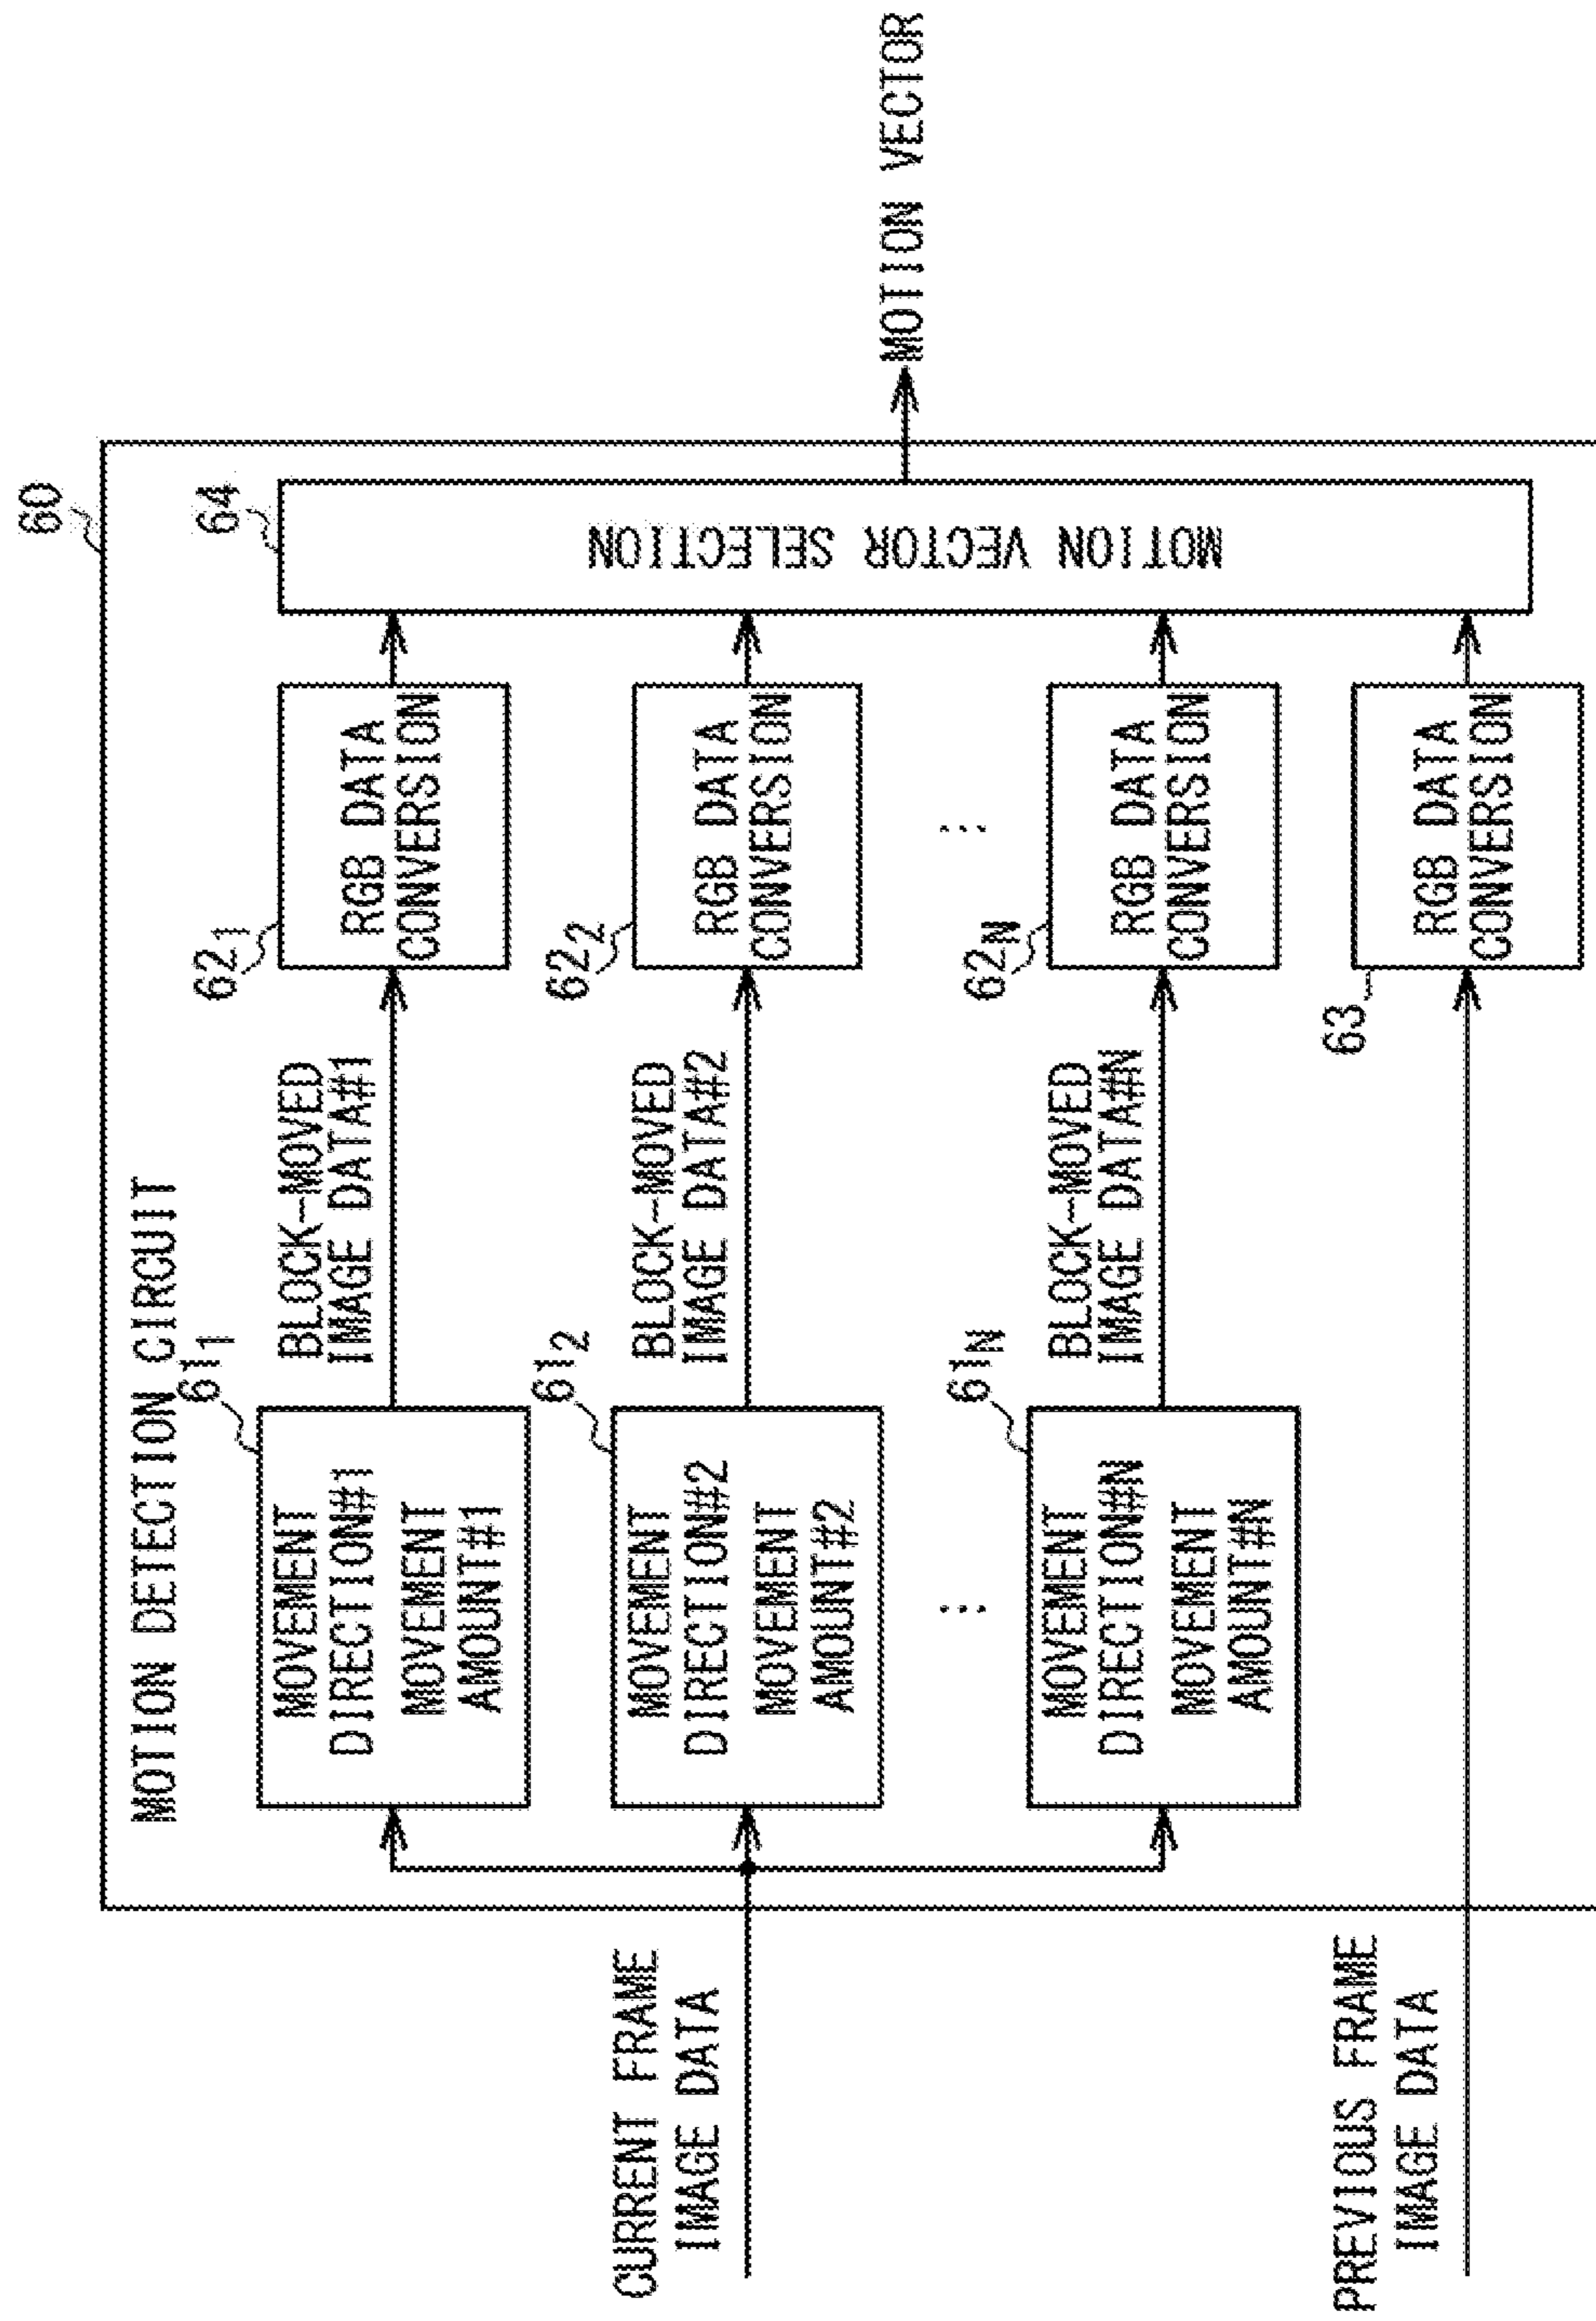 60
MOTION DETECTION CIRCUIT
61₁
MOVEMENT
DIRECTION#1
MOVEMENT
AMOUNT#1
BLOCK-MOVED
IMAGE DATA#1
62₁
RGB DATA
CONVERSION
64
MOTION VECTOR SELECTION
MOTION VECTOR
CURRENT FRAME
IMAGE DATA
61₂
MOVEMENT
DIRECTION#2
MOVEMENT
AMOUNT#2
BLOCK-MOVED
IMAGE DATA#2
62₂
RGB DATA
CONVERSION
...
...
61N
MOVEMENT
DIRECTION#N
MOVEMENT
AMOUNT#N
BLOCK-MOVED
IMAGE DATA#N
62N
RGB DATA
CONVERSION
PREVIOUS FRAME
IMAGE DATA
63
RGB DATA
CONVERSION